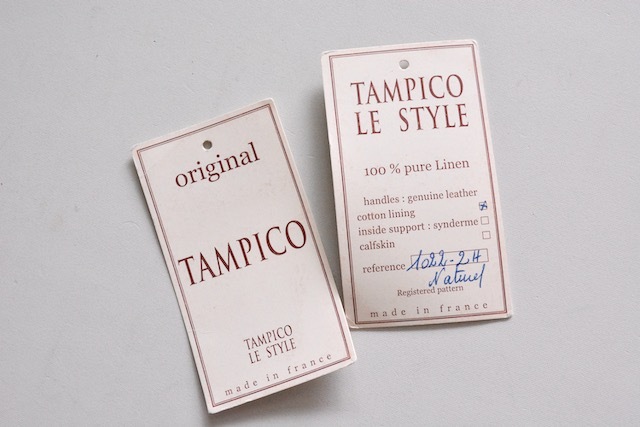 original
TAMPICO
TAMPICO
LE STYLE
made in france
TAMPICO
LE STYLE
100 % pure Linen
handles : genuine leather
cotton lining
inside support : synderme
calfskin
reference 1022-2H
Naturel
Registered pattern
made in france